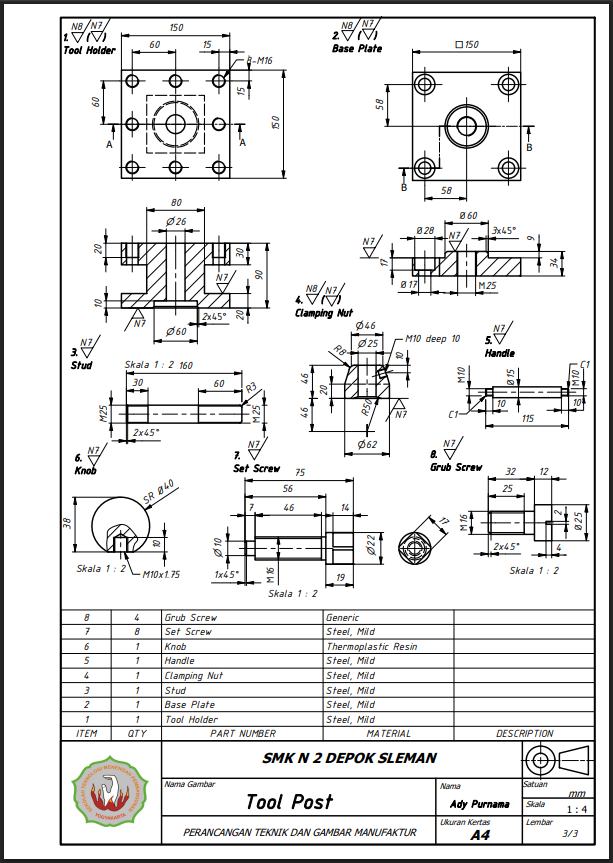 N8 N7
1. ( )
Tool Holder
150
60
15
8-M16
15
60
150
A
A
N8 N7
2. ( )
Base Plate
□150
58
B
B
58
80
Ø26
20
30
90
N7
10
N7
20
2x45°
Ø60
Ø60
Ø28
N7
3x45°
9
N7
17
34
Ø17
M25
N8 N7
4. ( )
Clamping Nut
Ø46
Ø25
R8
M10 deep 10
10
46
20
46
R50
N7
Ø62
N7
3.
Stud
Skala 1 : 2
160
30
60
R3
M25
M25
2x45°
N7
5.
Handle
C1
M10
Ø15
M10
C1
10
10
115
N7
6.
Knob
SR Ø40
38
10
Skala 1 : 2
M10x1.75
N7
7.
Set Screw
75
56
7
46
14
Ø10
M16
Ø22
1x45°
19
Skala 1 : 2
17
N7
8.
Grub Screw
32
12
25
M16
2
Ø25
2x45°
4
Skala 1 : 2
8 4 Grub Screw Generic
7 8 Set Screw Steel, Mild
6 1 Knob Thermoplastic Resin
5 1 Handle Steel, Mild
4 1 Clamping Nut Steel, Mild
3 1 Stud Steel, Mild
2 1 Base Plate Steel, Mild
1 1 Tool Holder Steel, Mild
ITEM QTY PART NUMBER MATERIAL DESCRIPTION
SMK N 2 DEPOK SLEMAN
Nama Gambar
Tool Post
PERANCANGAN TEKNIK DAN GAMBAR MANUFAKTUR
Nama
Ady Purnama
Ukuran Kertas
A4
Satuan
mm
Skala
1 : 4
Lembar
3/3
YOGYAKARTA